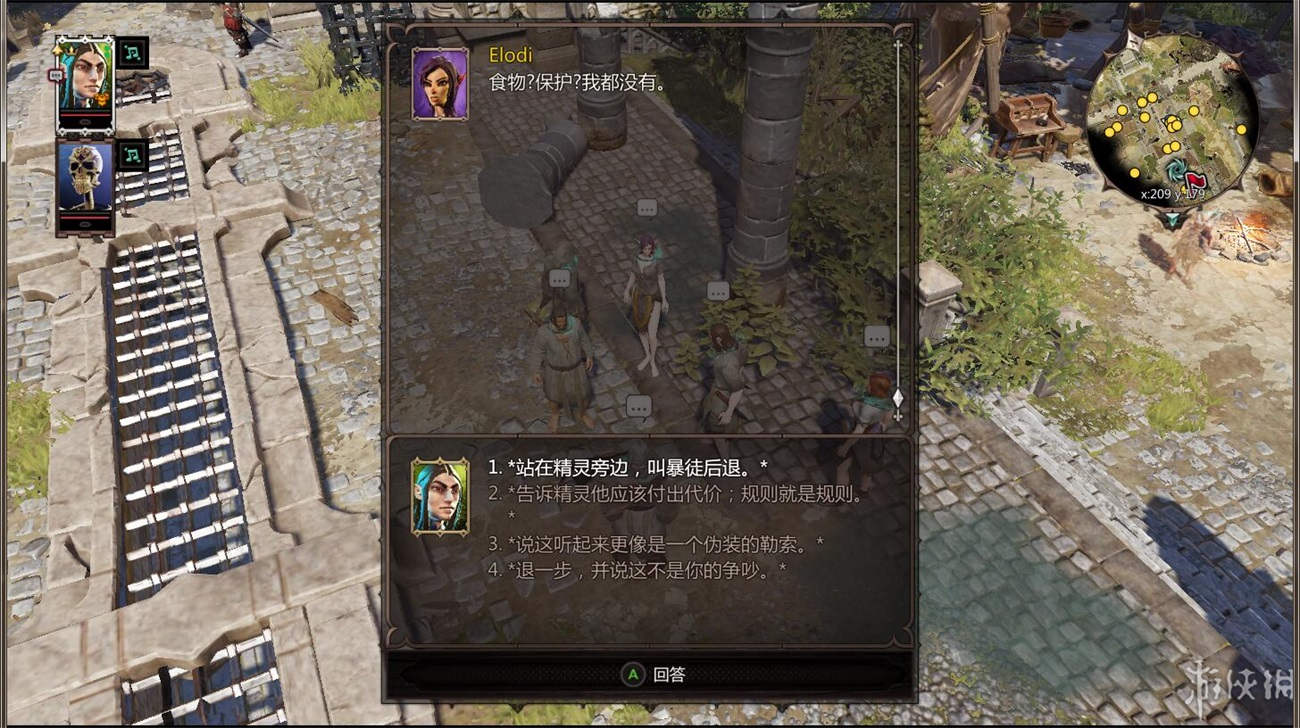 Elodi
食物?保护?我都没有。
x:209 y:179
1. *站在精灵旁边，叫暴徒后退。*
2. *告诉精灵他应该付出代价；规则就是规则。
*
3. *说这听起来更像是一个伪装的勒索。*
4. *退一步，并说这不是你的争吵。*
A 回答
游侠